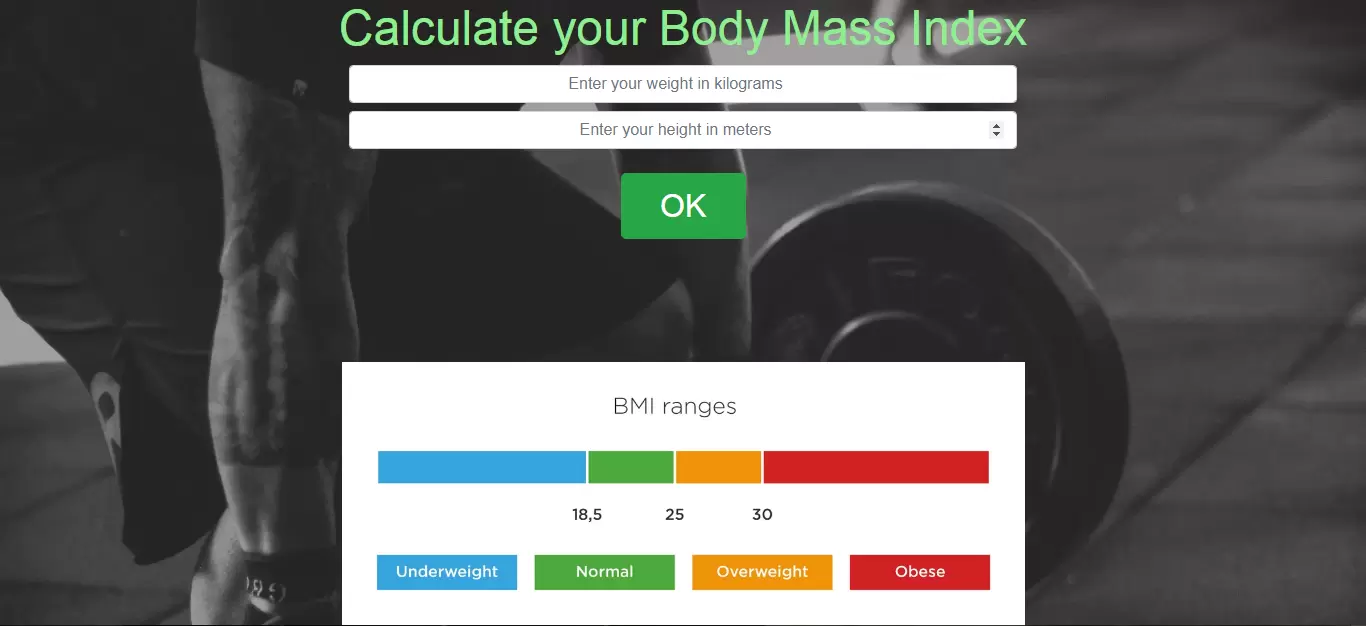 Calculate your Body Mass Index
Enter your weight in kilograms
Enter your height in meters
OK
BMI ranges
18,5 25 30
Underweight Normal Overweight Obese